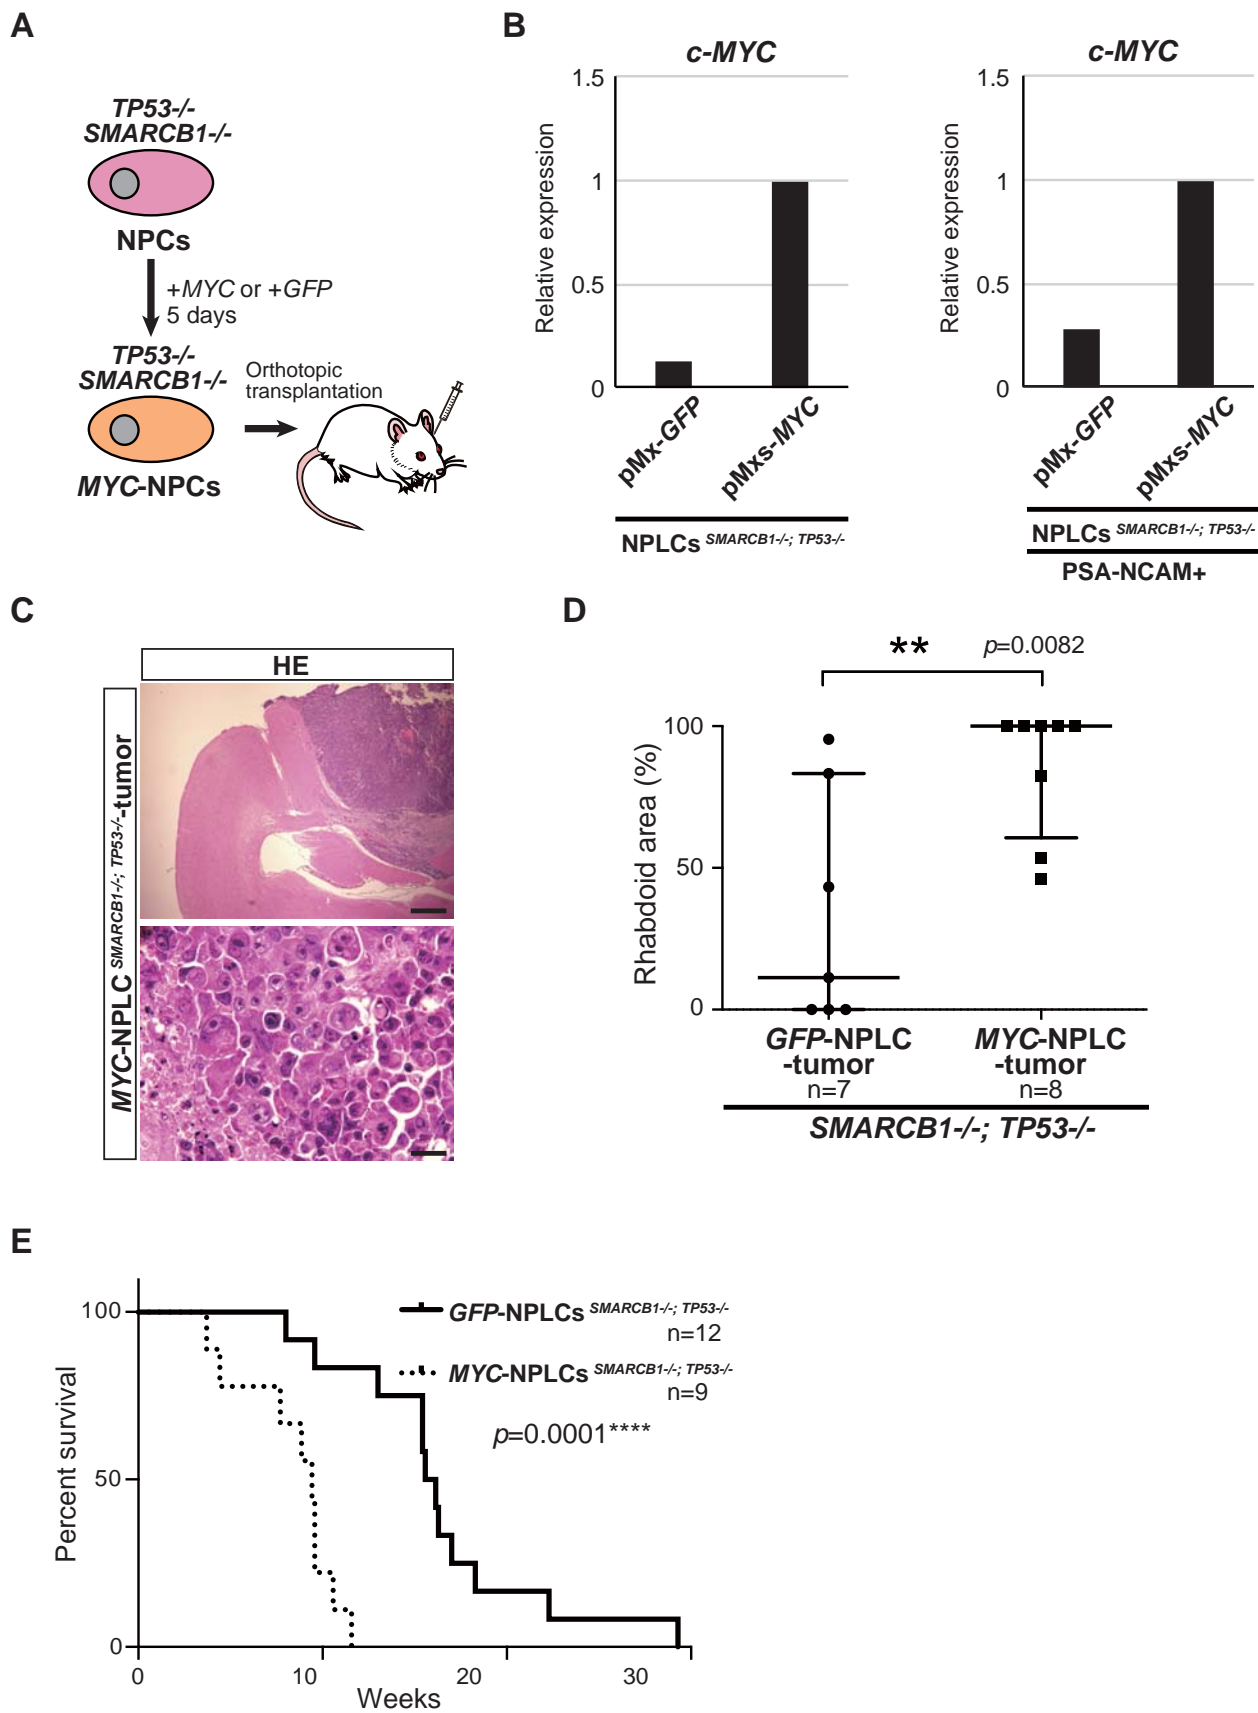 A
TP53-/-
SMARCB1-/-
NPCs
+MYC or +GFP
5 days
TP53-/-
SMARCB1-/-
MYC-NPCs
Orthotopic
transplantation
B
c-MYC
Relative expression
1.5
1
0.5
0
pMx-GFP
pMxs-MYC
NPLCs SMARCB1-/-; TP53-/-
c-MYC
Relative expression
1.5
1
0.5
0
pMx-GFP
pMxs-MYC
NPLCs SMARCB1-/-; TP53-/-
PSA-NCAM+
C
HE
MYC-NPLC SMARCB1-/-; TP53-/- -tumor
D
** p=0.0082
Rhabdoid area (%)
100
50
0
GFP-NPLC
-tumor
n=7
MYC-NPLC
-tumor
n=8
SMARCB1-/-; TP53-/-
E
Percent survival
100
50
0
GFP-NPLCs SMARCB1-/-; TP53-/-
n=12
MYC-NPLCs SMARCB1-/-; TP53-/-
n=9
p=0.0001****
0 10 20 30
Weeks